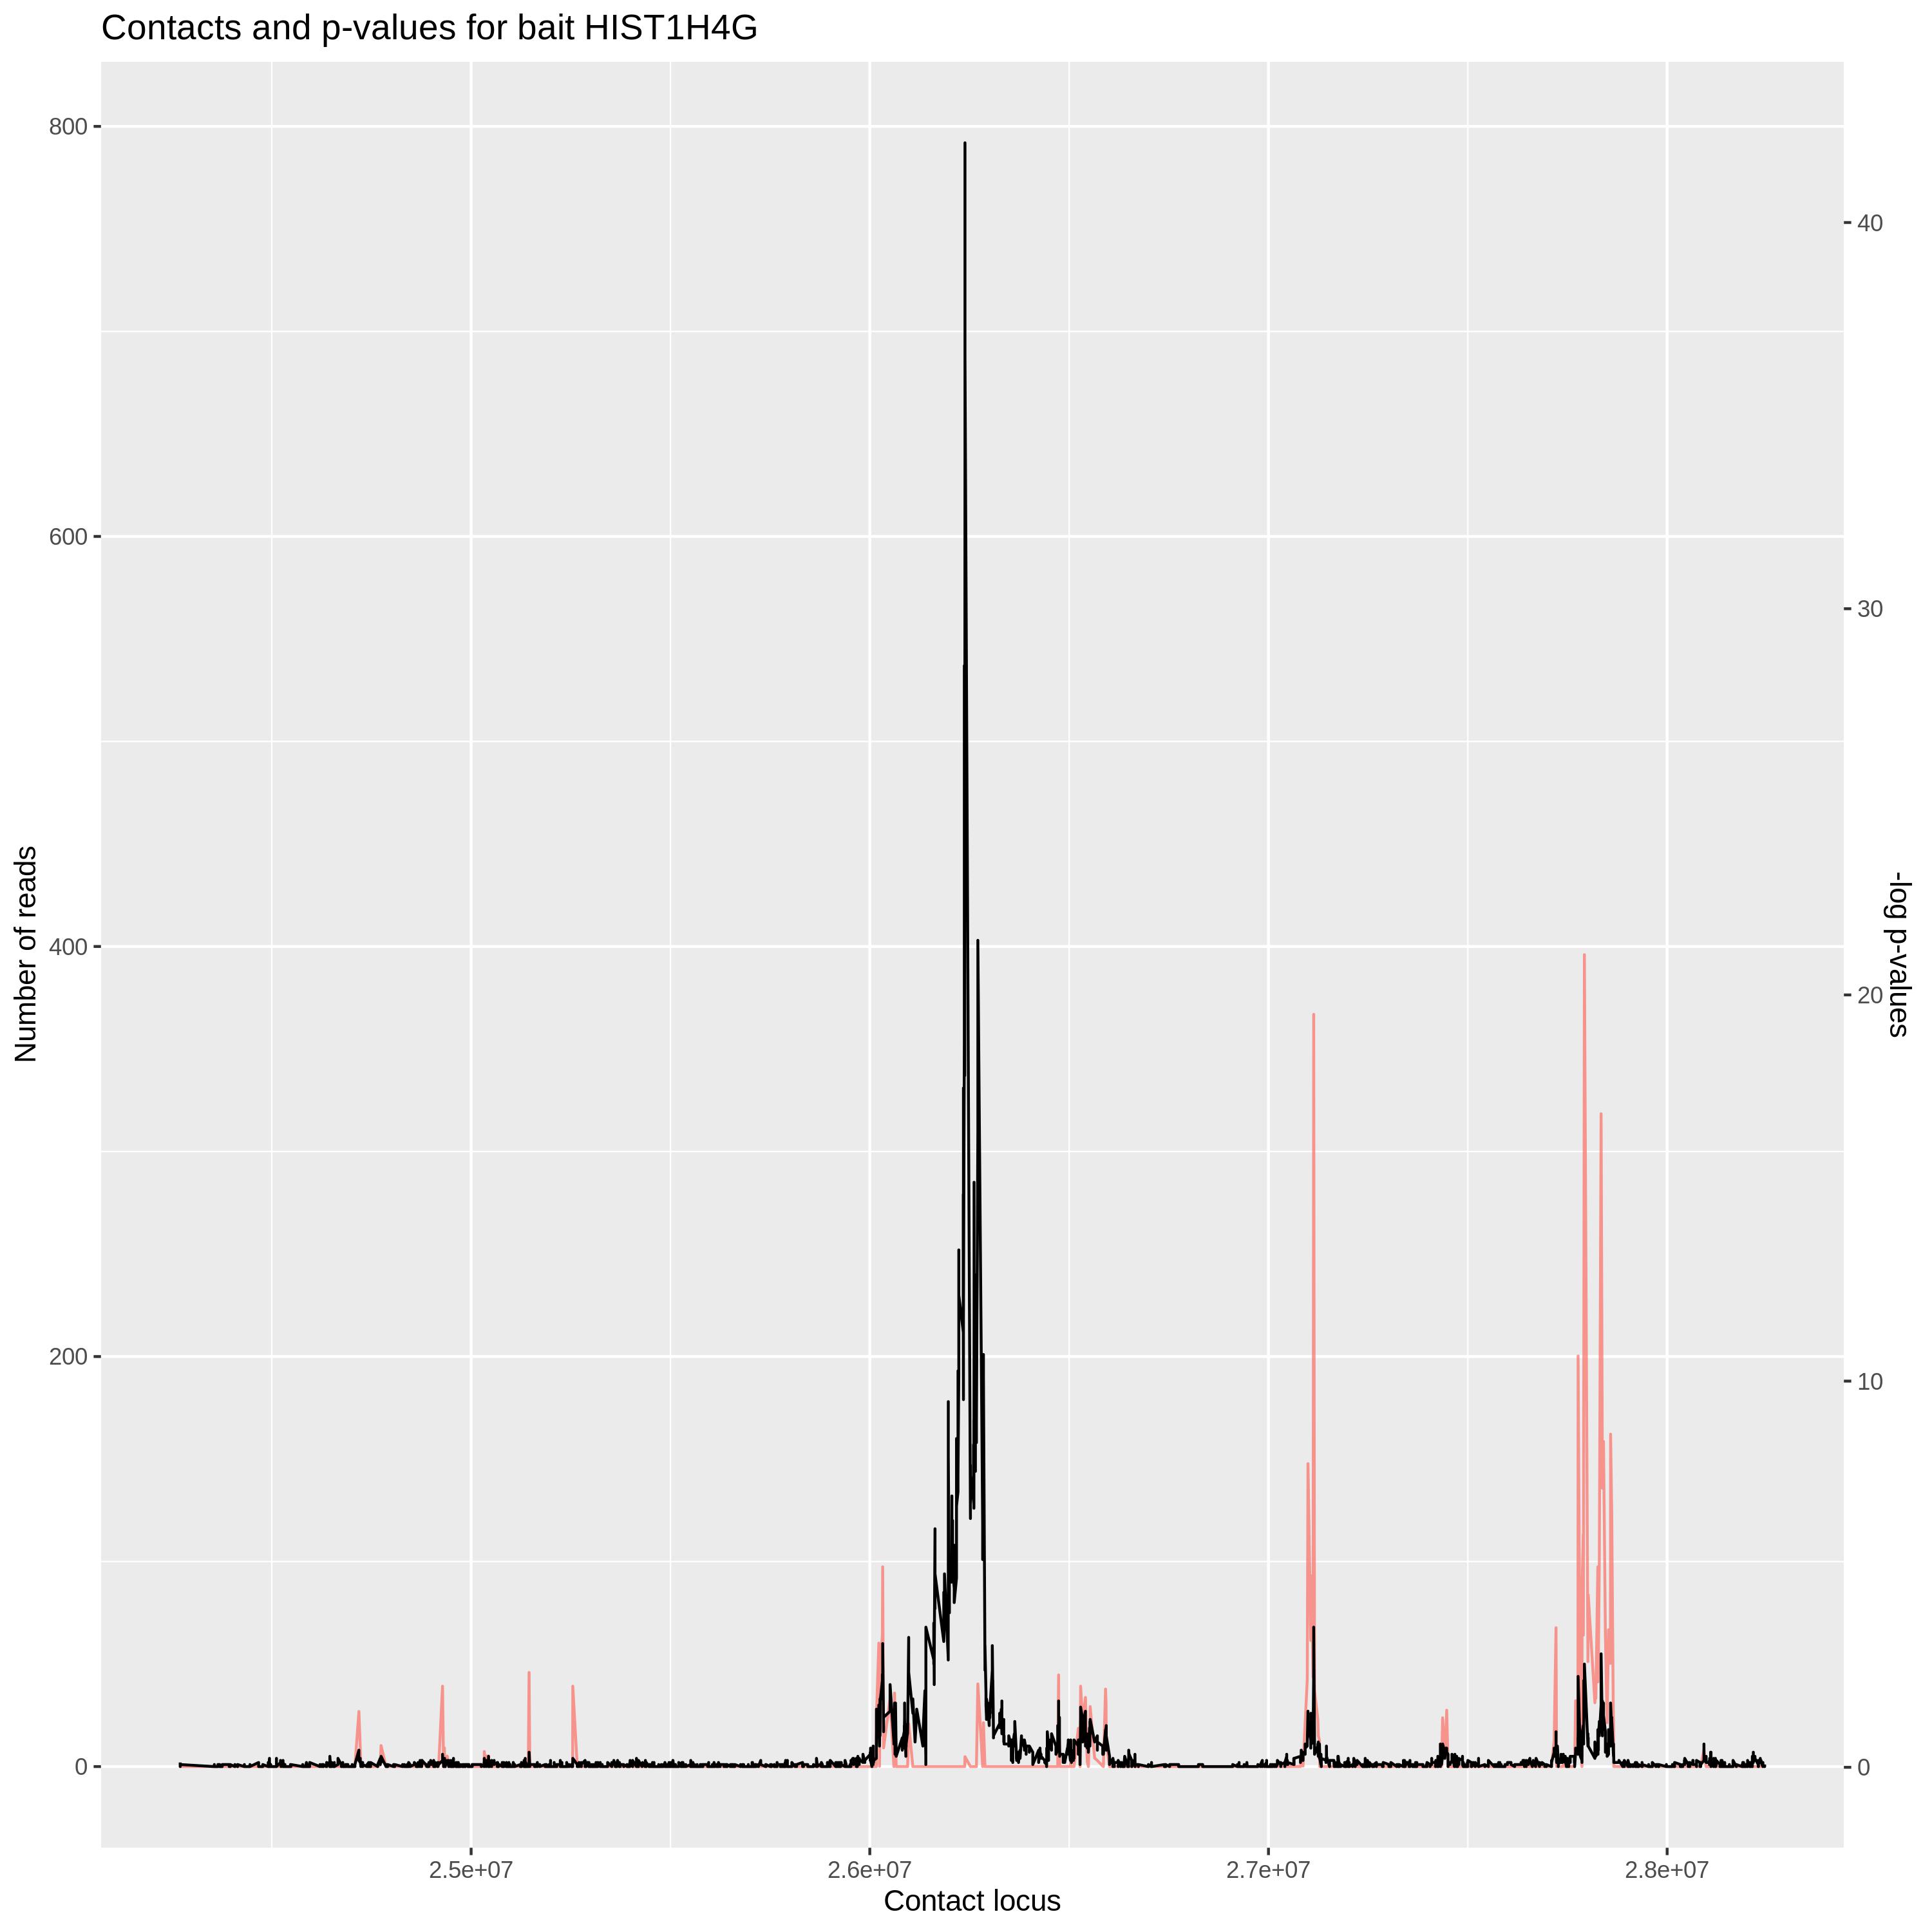 Contacts and p-values for bait HIST1H4G
800
600
400
200
0
Number of reads
40
30
20
10
0
-log p-values
2.5e+07
2.6e+07
2.7e+07
2.8e+07
Contact locus